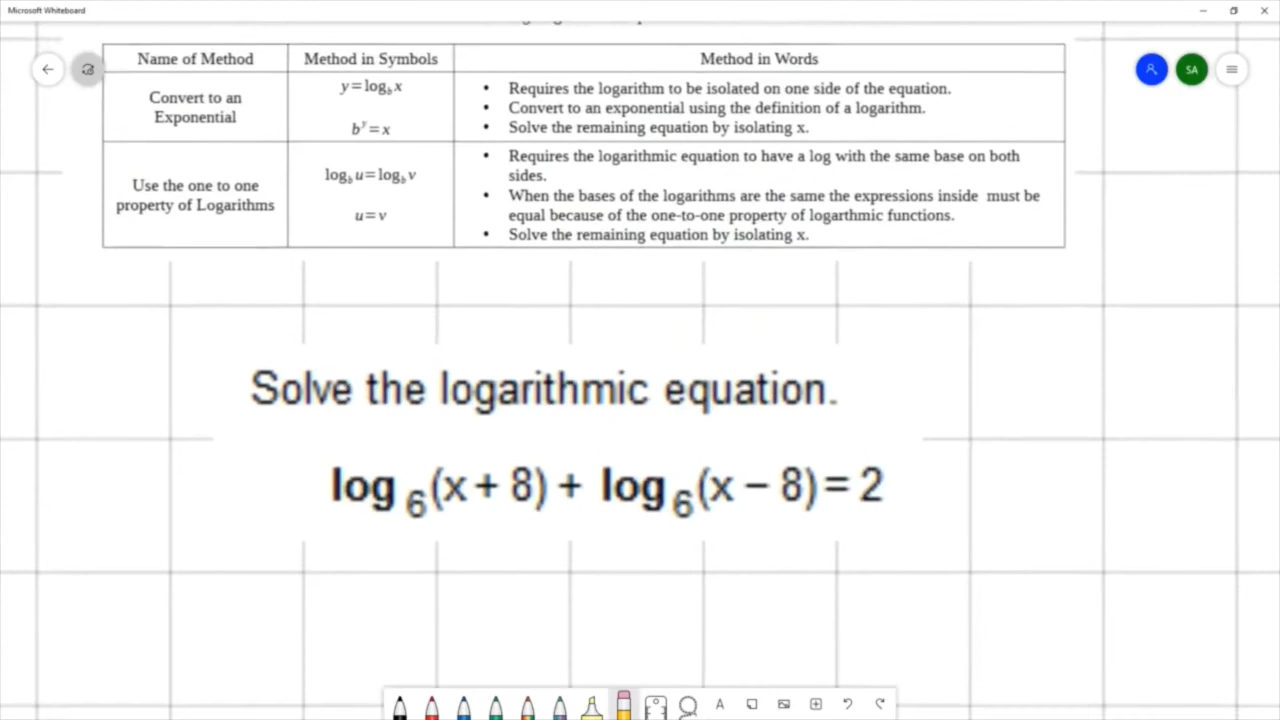 Microsoft Whiteboard
Name of Method Method in Symbols Method in Words
Convert to an
Exponential
y=log_b x
b^y=x
• Requires the logarithm to be isolated on one side of the equation.
• Convert to an exponential using the definition of a logarithm.
• Solve the remaining equation by isolating x.
Use the one to one
property of Logarithms
log_b u=log_b v
u=v
• Requires the logarithmic equation to have a log with the same base on both
sides.
• When the bases of the logarithms are the same the expressions inside must be
equal because of the one-to-one property of logarthmic functions.
• Solve the remaining equation by isolating x.
SA
Solve the logarithmic equation.
log₆(x + 8) + log₆(x − 8) = 2
A